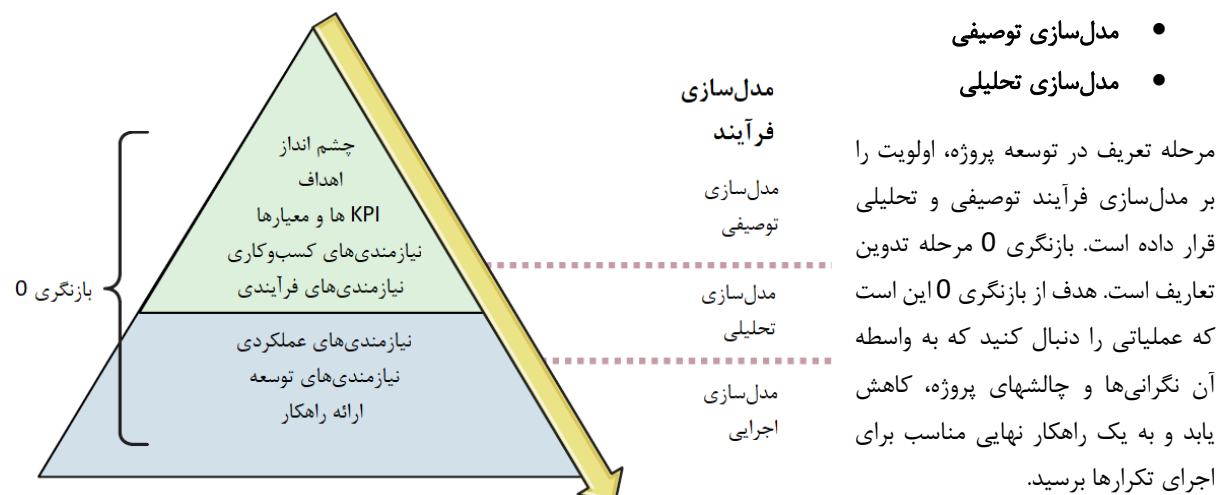 • مدل‌سازی توصیفی
• مدل‌سازی تحلیلی
مرحله تعریف در توسعه پروژه، اولویت را
بر مدل‌سازی فرآیند توصیفی و تحلیلی
قرار داده است. بازنگری 0 مرحله تدوین
تعاریف است. هدف از بازنگری 0 این است
که عملیاتی را دنبال کنید که به واسطه
آن نگرانی‌ها و چالشهای پروژه، کاهش
یابد و به یک راهکار نهایی مناسب برای
اجرای تکرارها برسید.
مدل‌سازی
فرآیند
مدل‌سازی
توصیفی
مدل‌سازی
تحلیلی
مدل‌سازی
اجرایی
چشم انداز
اهداف
KPI ها و معیارها
نیازمندی‌های کسب‌وکاری
نیازمندی‌های فرآیندی
نیازمندی‌های عملکردی
نیازمندی‌های توسعه
ارائه راهکار
بازنگری 0